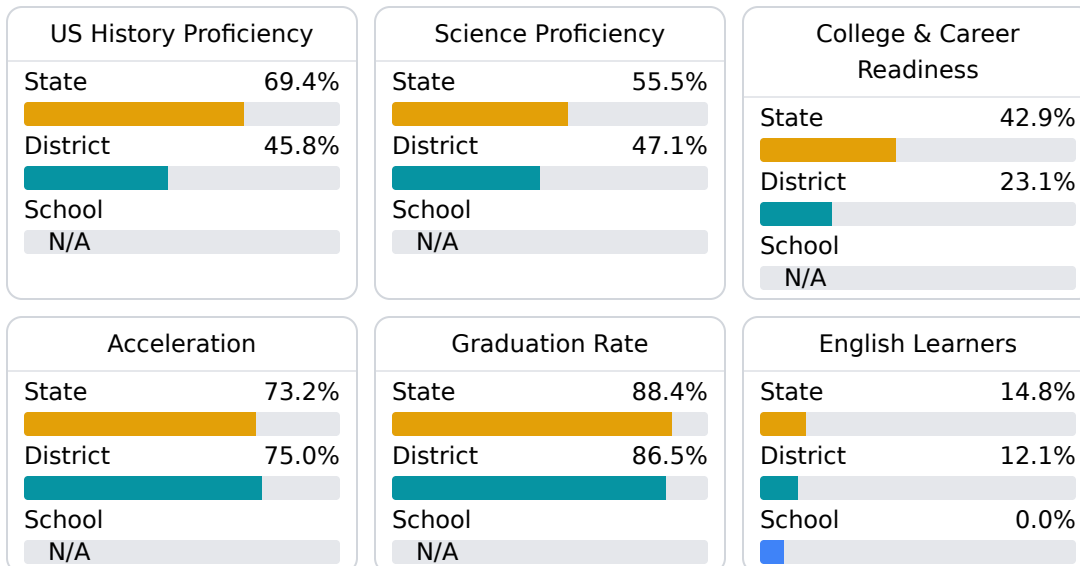 US History Proficiency
State 69.4%
District 45.8%
School
N/A
Science Proficiency
State 55.5%
District 47.1%
School
N/A
College & Career
Readiness
State 42.9%
District 23.1%
School
N/A
Acceleration
State 73.2%
District 75.0%
School
N/A
Graduation Rate
State 88.4%
District 86.5%
School
N/A
English Learners
State 14.8%
District 12.1%
School 0.0%